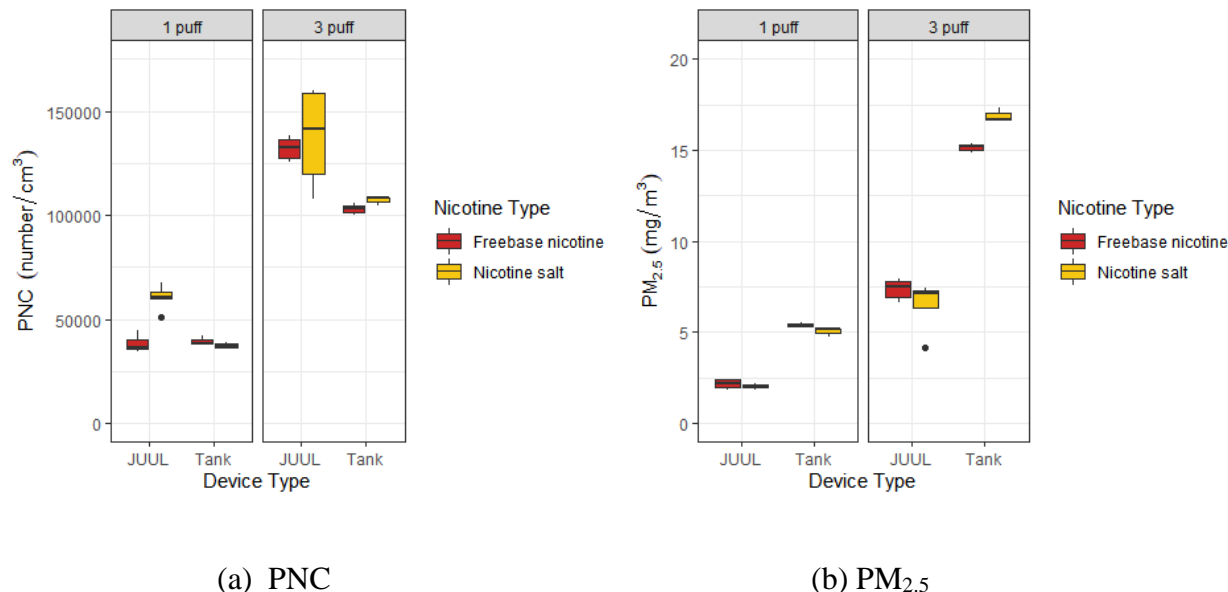 1 puff
3 puff
150000
100000
50000
0
PNC (number/cm³)
JUUL
Tank
JUUL
Tank
Device Type
Nicotine Type
Freebase nicotine
Nicotine salt
(a) PNC
1 puff
3 puff
20
15
10
5
0
PM₂.₅ (mg/m³)
JUUL
Tank
JUUL
Tank
Device Type
Nicotine Type
Freebase nicotine
Nicotine salt
(b) PM₂.₅